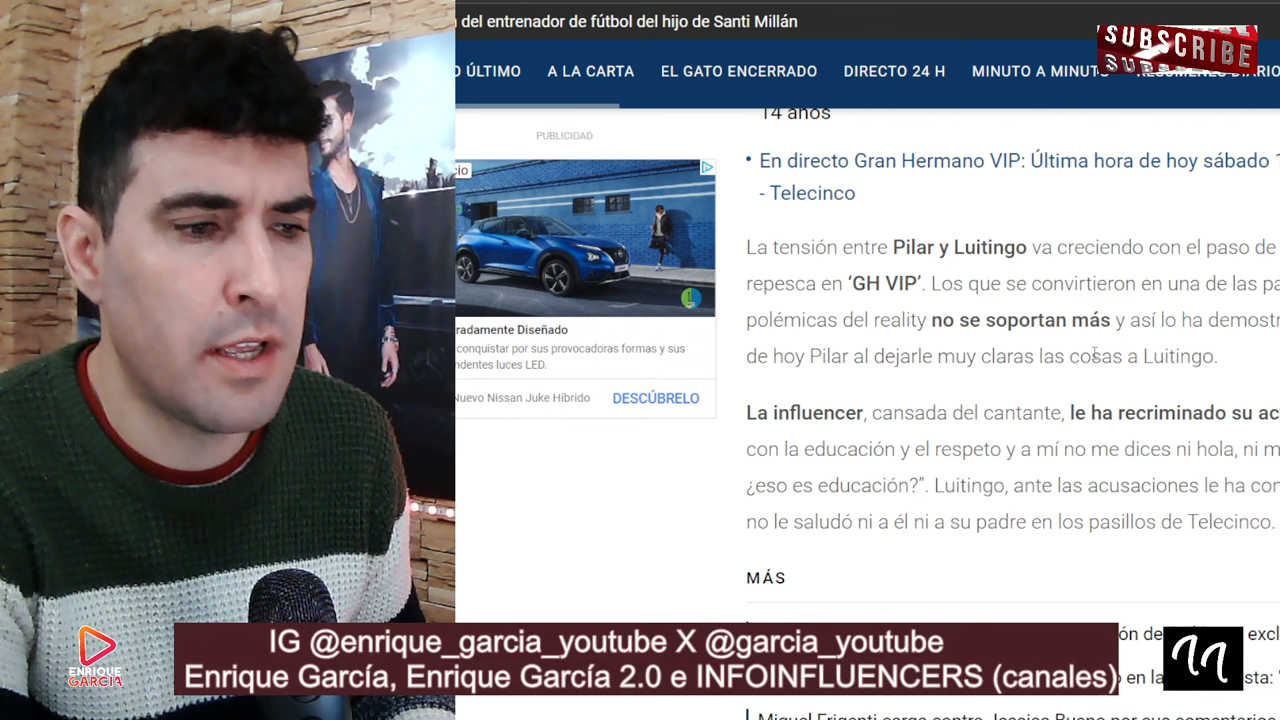 del entrenador de fútbol del hijo de Santi Millán
SUBSCRIBE
O ÚLTIMO A LA CARTA EL GATO ENCERRADO DIRECTO 24 H MINUTO A MINUTO RESÚMENES DIARIO
14 años
PUBLICIDAD
• En directo Gran Hermano VIP: Última hora de hoy sábado
- Telecinco
La tensión entre Pilar y Luitingo va creciendo con el paso de
repesca en ‘GH VIP’. Los que se convirtieron en una de las pa
polémicas del reality no se soportan más y así lo ha demostr
de hoy Pilar al dejarle muy claras las cosas a Luitingo.
radamente Diseñado
conquistar por sus provocadoras formas y sus
ndentes luces LED.
Nuevo Nissan Juke Híbrido DESCÚBRELO
La influencer, cansada del cantante, le ha recriminado su ac
con la educación y el respeto y a mí no me dices ni hola, ni m
¿eso es educación?”. Luitingo, ante las acusaciones le ha con
no le saludó ni a él ni a su padre en los pasillos de Telecinco.
MÁS
IG @enrique_garcia_youtube X @garcia_youtube
Enrique García, Enrique García 2.0 e INFONFLUENCERS (canales)
ENRIQUE
GARCÍA